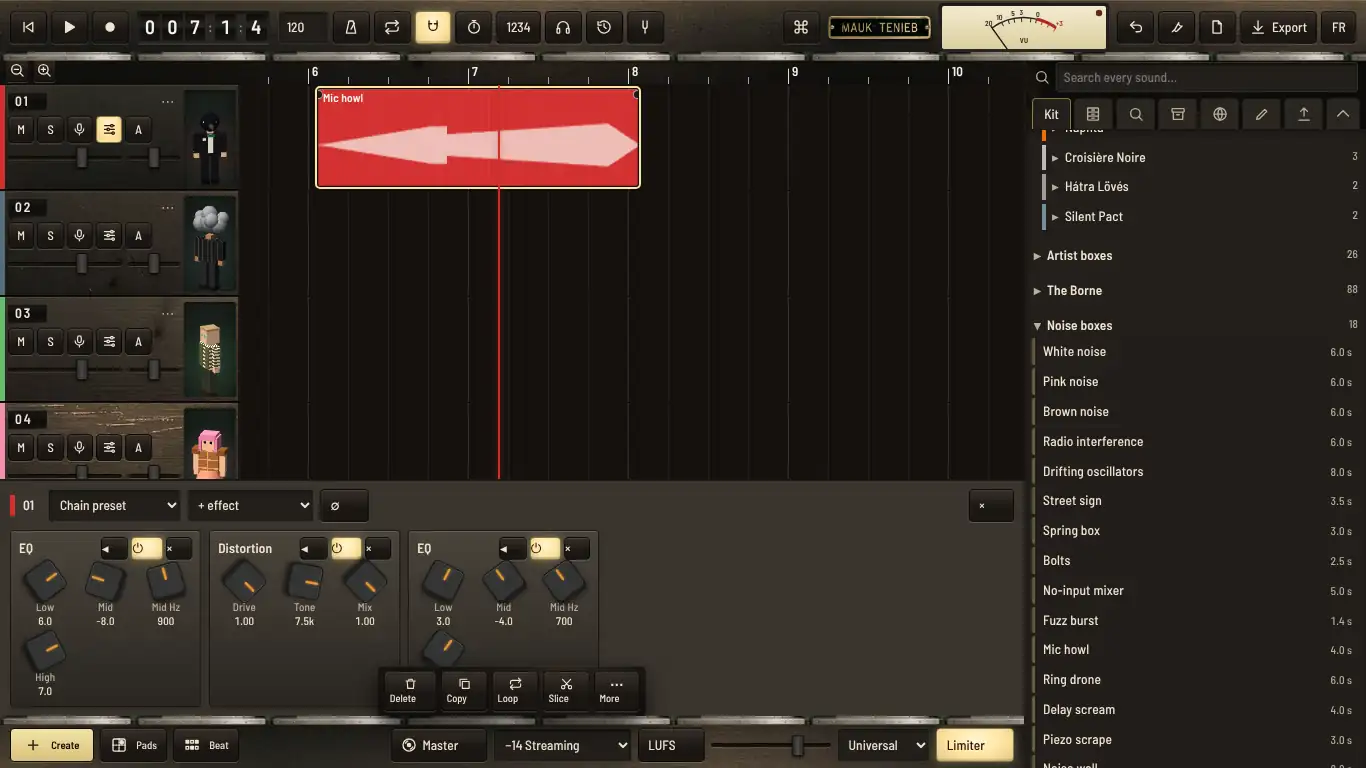 0 0 7 : 1 : 4
120
1234
MAUK TENIEB
20 10 5 3 0 +3
VU
Export
FR
6
7
8
9
10
Search every sound...
Kit
01
...
M S A
Mic howl
Croisière Noire 3
Hátra Lövés 2
Silent Pact 2
02
...
M S A
Artist boxes 26
The Borne 88
03
...
M S A
Noise boxes 18
White noise 6.0 s
Pink noise 6.0 s
Brown noise 6.0 s
04
...
M S A
Radio interference 6.0 s
Drifting oscillators 8.0 s
Street sign 3.5 s
Spring box 3.0 s
Bolts 2.5 s
No-input mixer 5.0 s
Fuzz burst 1.4 s
Mic howl 4.0 s
Ring drone 6.0 s
Delay scream 4.0 s
Piezo scrape 3.0 s
01 Chain preset + effect ø ×
EQ ×
Low Mid Mid Hz
6.0 -8.0 900
High
7.0
Distortion ×
Drive Tone Mix
1.00 7.5k 1.00
EQ ×
Low Mid Mid Hz
3.0 -4.0 700
Delete Copy Loop Slice More
+ Create Pads Beat Master −14 Streaming LUFS Universal Limiter